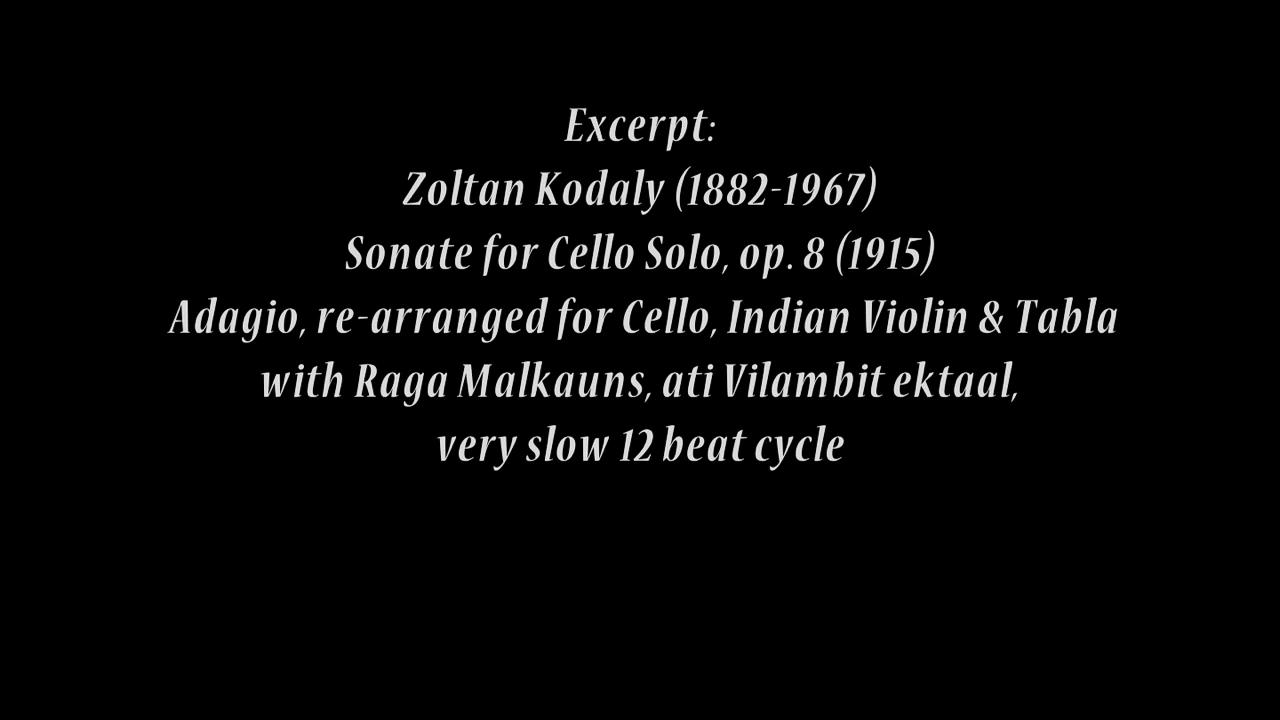 Excerpt:
Zoltan Kodaly (1882-1967)
Sonate for Cello Solo, op. 8 (1915)
Adagio, re-arranged for Cello, Indian Violin & Tabla
with Raga Malkauns, ati Vilambit ektaal,
very slow 12 beat cycle